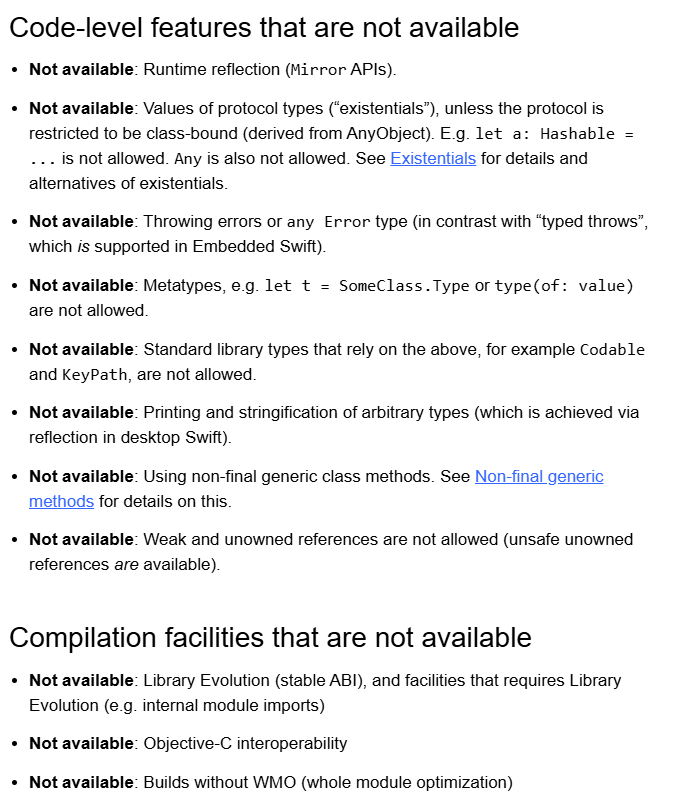 Code-level features that are not available
• Not available: Runtime reflection (Mirror APIs).
• Not available: Values of protocol types (“existentials”), unless the protocol is
restricted to be class-bound (derived from AnyObject). E.g. let a: Hashable =
... is not allowed. Any is also not allowed. See Existentials for details and
alternatives of existentials.
• Not available: Throwing errors or any Error type (in contrast with “typed throws”,
which is supported in Embedded Swift).
• Not available: Metatypes, e.g. let t = SomeClass.Type or type(of: value)
are not allowed.
• Not available: Standard library types that rely on the above, for example Codable
and KeyPath, are not allowed.
• Not available: Printing and stringification of arbitrary types (which is achieved via
reflection in desktop Swift).
• Not available: Using non-final generic class methods. See Non-final generic
methods for details on this.
• Not available: Weak and unowned references are not allowed (unsafe unowned
references are available).
Compilation facilities that are not available
• Not available: Library Evolution (stable ABI), and facilities that requires Library
Evolution (e.g. internal module imports)
• Not available: Objective-C interoperability
• Not available: Builds without WMO (whole module optimization)